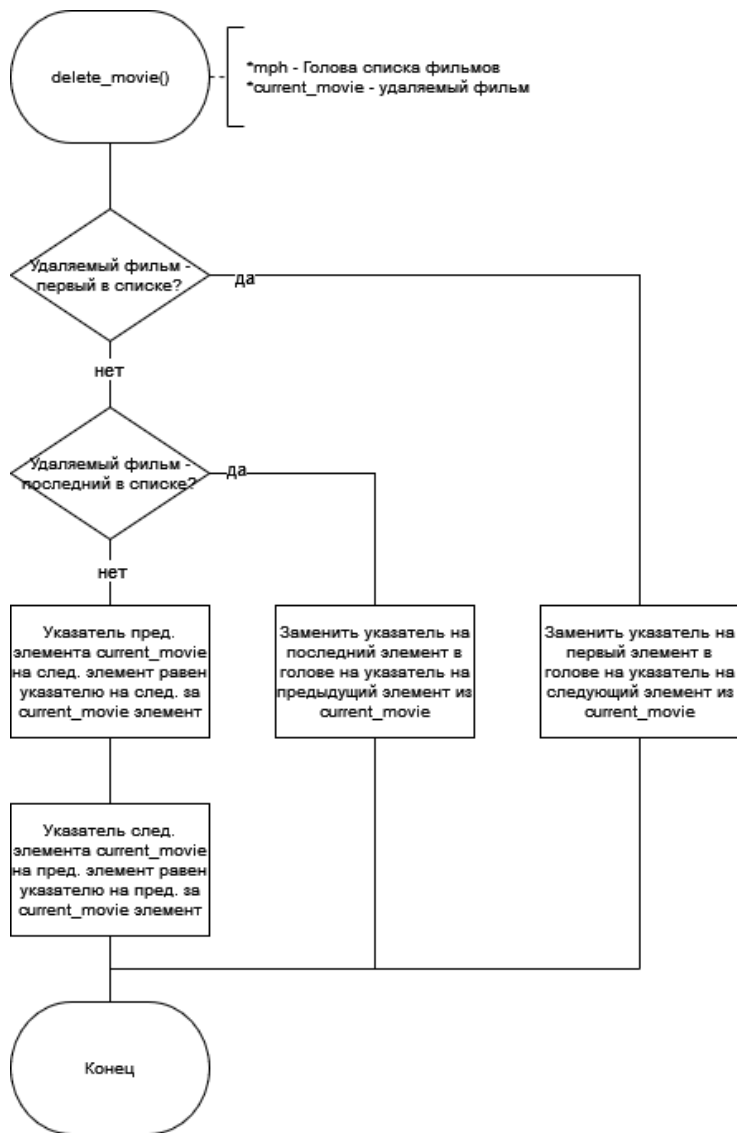 delete_movie()
*mph - Голова списка фильмов
*current_movie - удаляемый фильм
Удаляемый фильм -
первый в списке?
да
нет
Удаляемый фильм -
последний в списке?
да
нет
Указатель пред.
элемента current_movie
на след. элемент равен
указателю на след. за
current_movie элемент
Заменить указатель на
последний элемент в
голове на указатель на
предыдущий элемент из
current_movie
Заменить указатель на
первый элемент в
голове на указатель на
следующий элемент из
current_movie
Указатель след.
элемента current_movie
на пред. элемент равен
указателю на пред. за
current_movie элемент
Конец